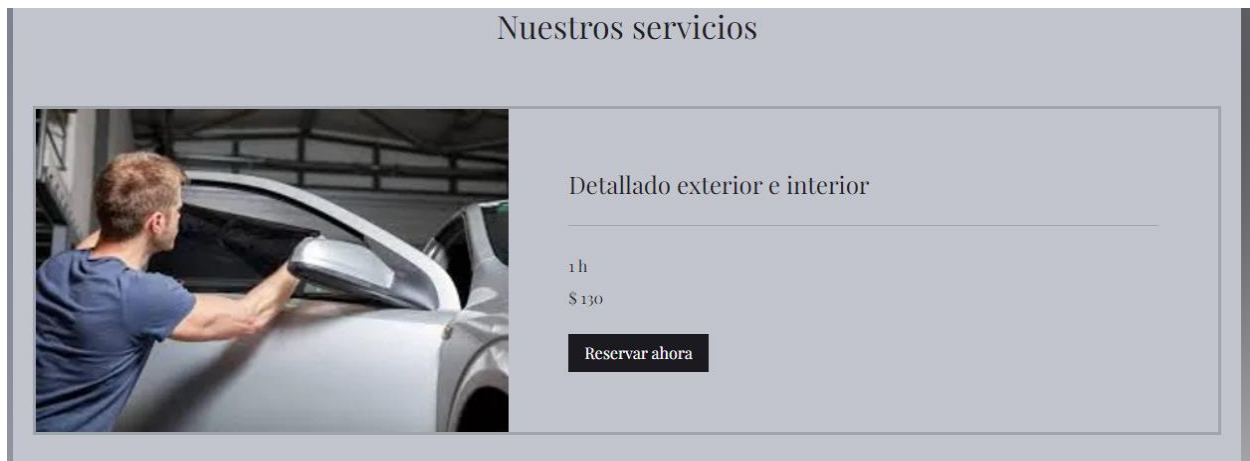 Nuestros servicios
Detallado exterior e interior
1 h
$ 130
Reservar ahora